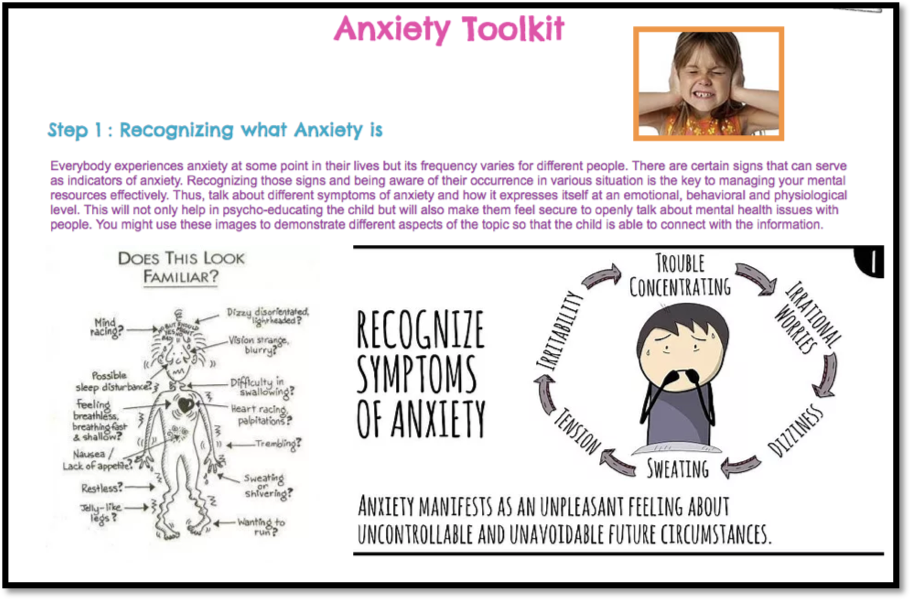 Anxiety Toolkit
Step 1 : Recognizing what Anxiety is
Everybody experiences anxiety at some point in their lives but its frequency varies for different people. There are certain signs that can serve
as indicators of anxiety. Recognizing those signs and being aware of their occurrence in various situation is the key to managing your mental
resources effectively. Thus, talk about different symptoms of anxiety and how it expresses itself at an emotional, behavioral and physiological
level. This will not only help in psycho-educating the child but will also make them feel secure to openly talk about mental health issues with
people. You might use these images to demonstrate different aspects of the topic so that the child is able to connect with the information.
DOES THIS LOOK
FAMILIAR?
Mind
racing?
Possible
sleep disturbance?
Feeling
breathless,
breathing fast
& shallow?
Nausea /
Lack of appetite?
Restless?
Jelly-like
legs?
Dizzy disorientated,
lightheaded?
Vision strange,
blurry?
Difficulty in
swallowing?
Heart racing,
palpitations?
Trembling?
Sweating
or
shivering?
Wanting to
run?
1
RECOGNIZE
SYMPTOMS
OF ANXIETY
TROUBLE
CONCENTRATING
IRRATIONAL
WORRIES
DIZZINESS
SWEATING
TENSION
IRRITABILITY
ANXIETY MANIFESTS AS AN UNPLEASANT FEELING ABOUT
UNCONTROLLABLE AND UNAVOIDABLE FUTURE CIRCUMSTANCES.